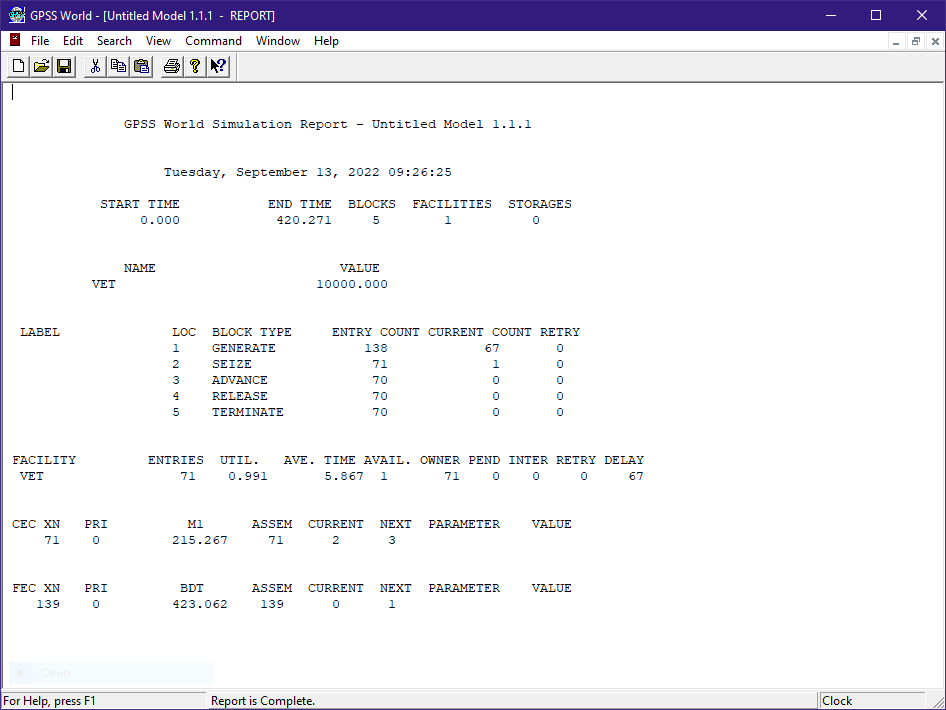 GPSS World - [Untitled Model 1.1.1 - REPORT]
File Edit Search View Command Window Help
GPSS World Simulation Report - Untitled Model 1.1.1
Tuesday, September 13, 2022 09:26:25
START TIME END TIME BLOCKS FACILITIES STORAGES
0.000 420.271 5 1 0
NAME VALUE
VET 10000.000
LABEL LOC BLOCK TYPE ENTRY COUNT CURRENT COUNT RETRY
1 GENERATE 138 67 0
2 SEIZE 71 1 0
3 ADVANCE 70 0 0
4 RELEASE 70 0 0
5 TERMINATE 70 0 0
FACILITY ENTRIES UTIL. AVE. TIME AVAIL. OWNER PEND INTER RETRY DELAY
VET 71 0.991 5.867 1 71 0 0 0 67
CEC XN PRI M1 ASSEM CURRENT NEXT PARAMETER VALUE
71 0 215.267 71 2 3
FEC XN PRI BDT ASSEM CURRENT NEXT PARAMETER VALUE
139 0 423.062 139 0 1
Окно
For Help, press F1 Report is Complete. Clock